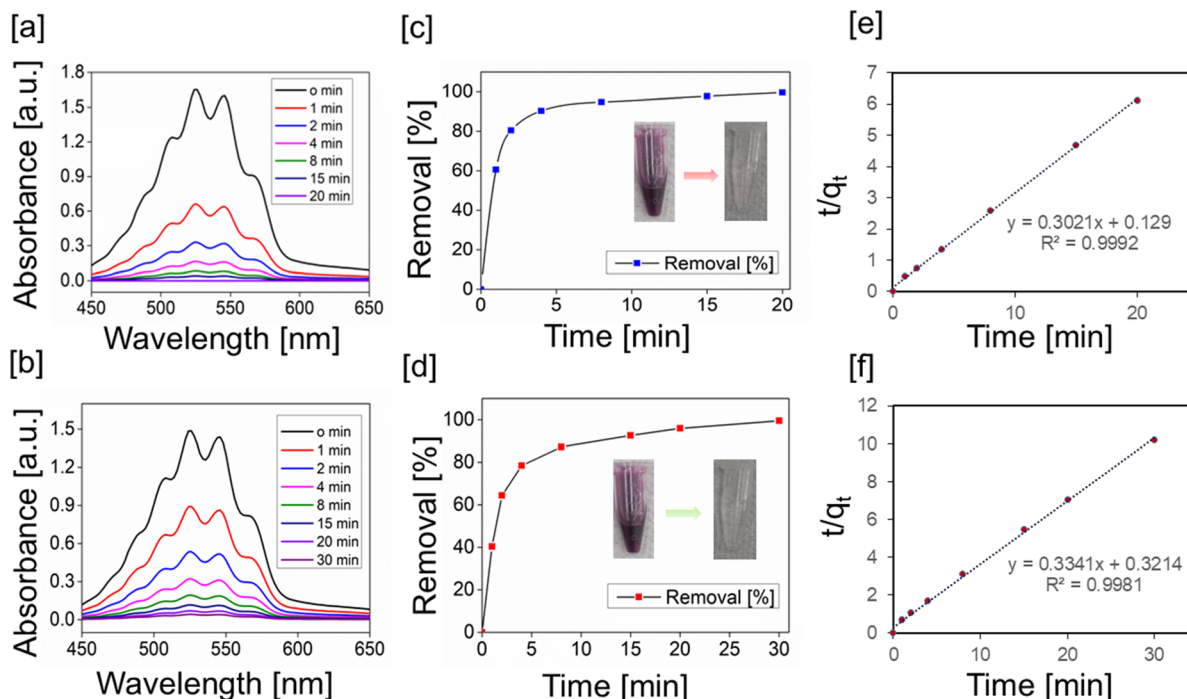 [a]
Absorbance [a.u.]
1.8
1.5
1.2
0.9
0.6
0.3
0.0
450 500 550 600 650
Wavelength [nm]
o min
1 min
2 min
4 min
8 min
15 min
20 min
[c]
Removal [%]
100
80
60
40
20
0
0 5 10 15 20
Time [min]
Removal [%]
[e]
t/qt
7
6
5
4
3
2
1
0
0 10 20
Time [min]
y = 0.3021x + 0.129
R² = 0.9992
[b]
Absorbance [a.u.]
1.5
1.2
0.9
0.6
0.3
0.0
450 500 550 600 650
Wavelength [nm]
o min
1 min
2 min
4 min
8 min
15 min
20 min
30 min
[d]
Removal [%]
100
80
60
40
20
0
0 5 10 15 20 25 30
Time [min]
Removal [%]
[f]
t/qt
12
10
8
6
4
2
0
0 10 20 30
Time [min]
y = 0.3341x + 0.3214
R² = 0.9981